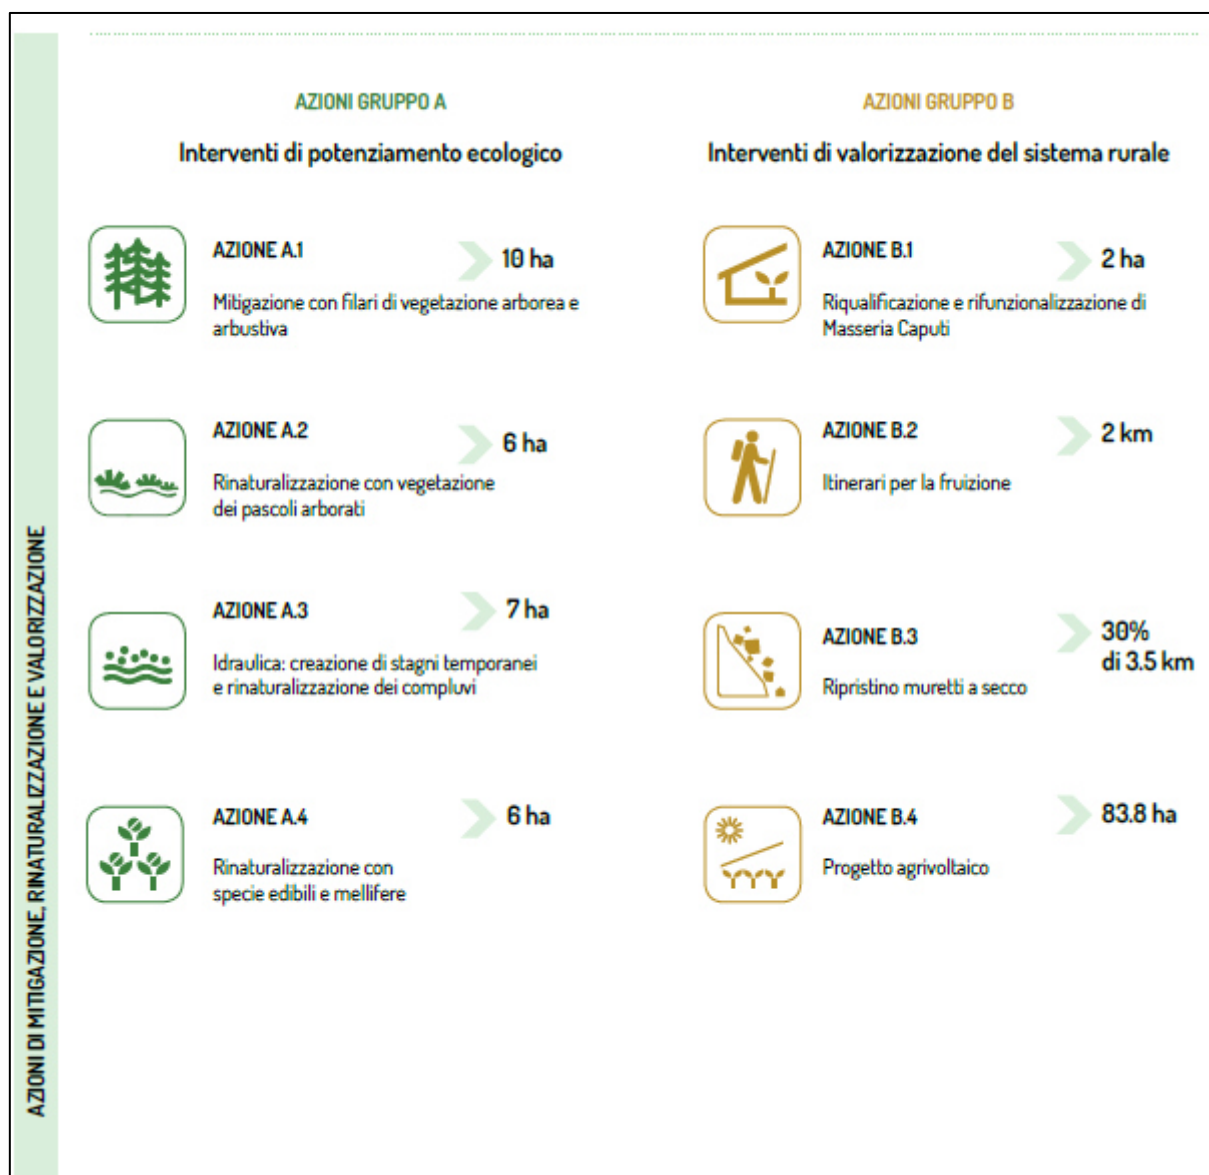 AZIONI DI MITIGAZIONE, RINATURALIZZAZIONE E VALORIZZAZIONE
AZIONI GRUPPO A
Interventi di potenziamento ecologico
AZIONE A.1
10 ha
Mitigazione con filari di vegetazione arborea e
arbustiva
AZIONE A.2
6 ha
Rinaturalizzazione con vegetazione
dei pascoli arborati
AZIONE A.3
7 ha
Idraulica: creazione di stagni temporanei
e rinaturalizzazione dei compluvi
AZIONE A.4
6 ha
Rinaturalizzazione con
specie edibili e mellifere
AZIONI GRUPPO B
Interventi di valorizzazione del sistema rurale
AZIONE B.1
2 ha
Riqualificazione e rifunzionalizzazione di
Masseria Caputi
AZIONE B.2
2 km
Itinerari per la fruizione
AZIONE B.3
30%
di 3.5 km
Ripristino muretti a secco
AZIONE B.4
83.8 ha
Progetto agrivoltaico